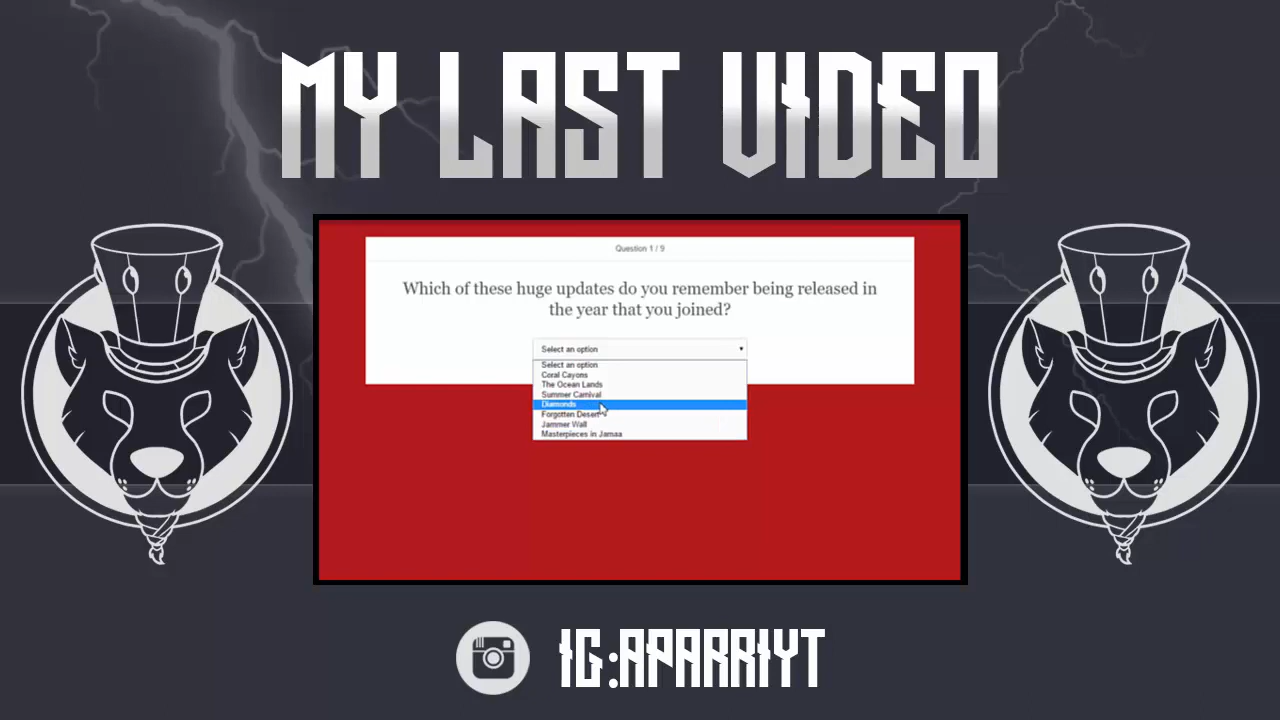 MY LAST VIDEO
Question 1 / 9
Which of these huge updates do you remember being released in
the year that you joined?
Select an option
Select an option
Coral Cayons
The Ocean Lands
Summer Carnival
Diamonds
Forgotten Desert
Jammer Wall
Masterpieces in Jamaa
IG:APARRIYT